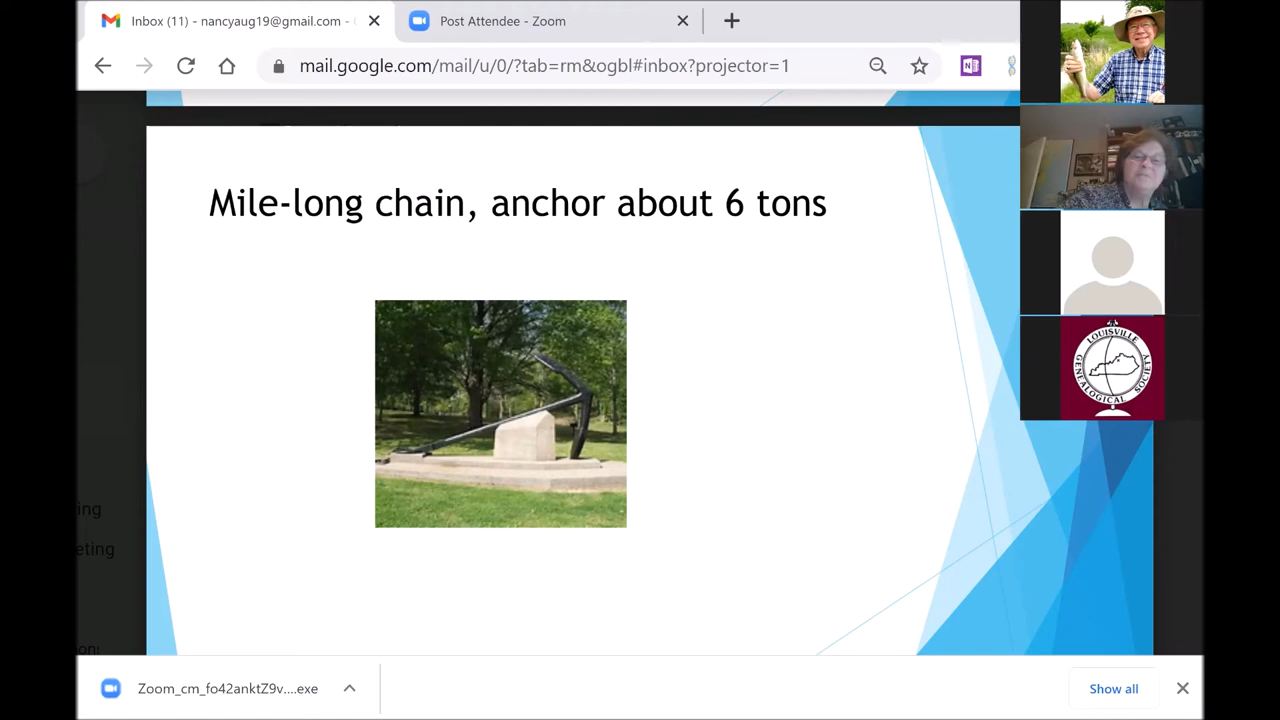 Inbox (11) - nancyaug19@gmail.com -
Post Attendee - Zoom
mail.google.com/mail/u/0/?tab=rm&ogbl#inbox?projector=1
Mile-long chain, anchor about 6 tons
LOUISVILLE
GENEALOGICAL SOCIETY
ing
eting
on:
Zoom_cm_fo42anktZ9v....exe
Show all